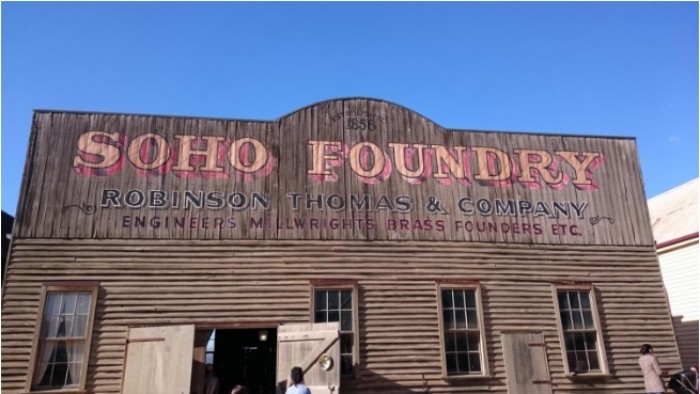 1856
SOHO FOUNDRY
ROBINSON THOMAS & COMPANY
ENGINEERS MILLWRIGHTS BRASS FOUNDERS ETC.